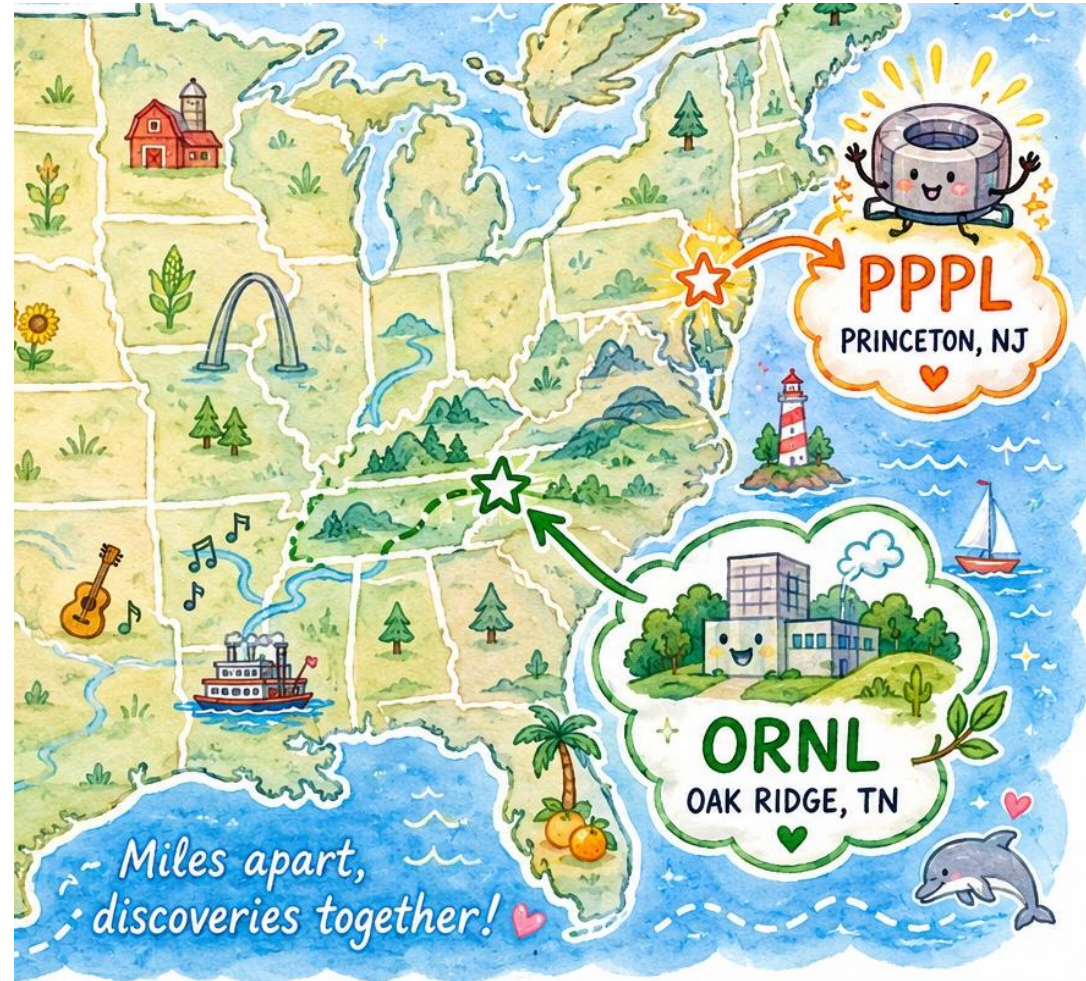 PPPL
PRINCETON, NJ
ORNL
OAK RIDGE, TN
Miles apart,
discoveries together!